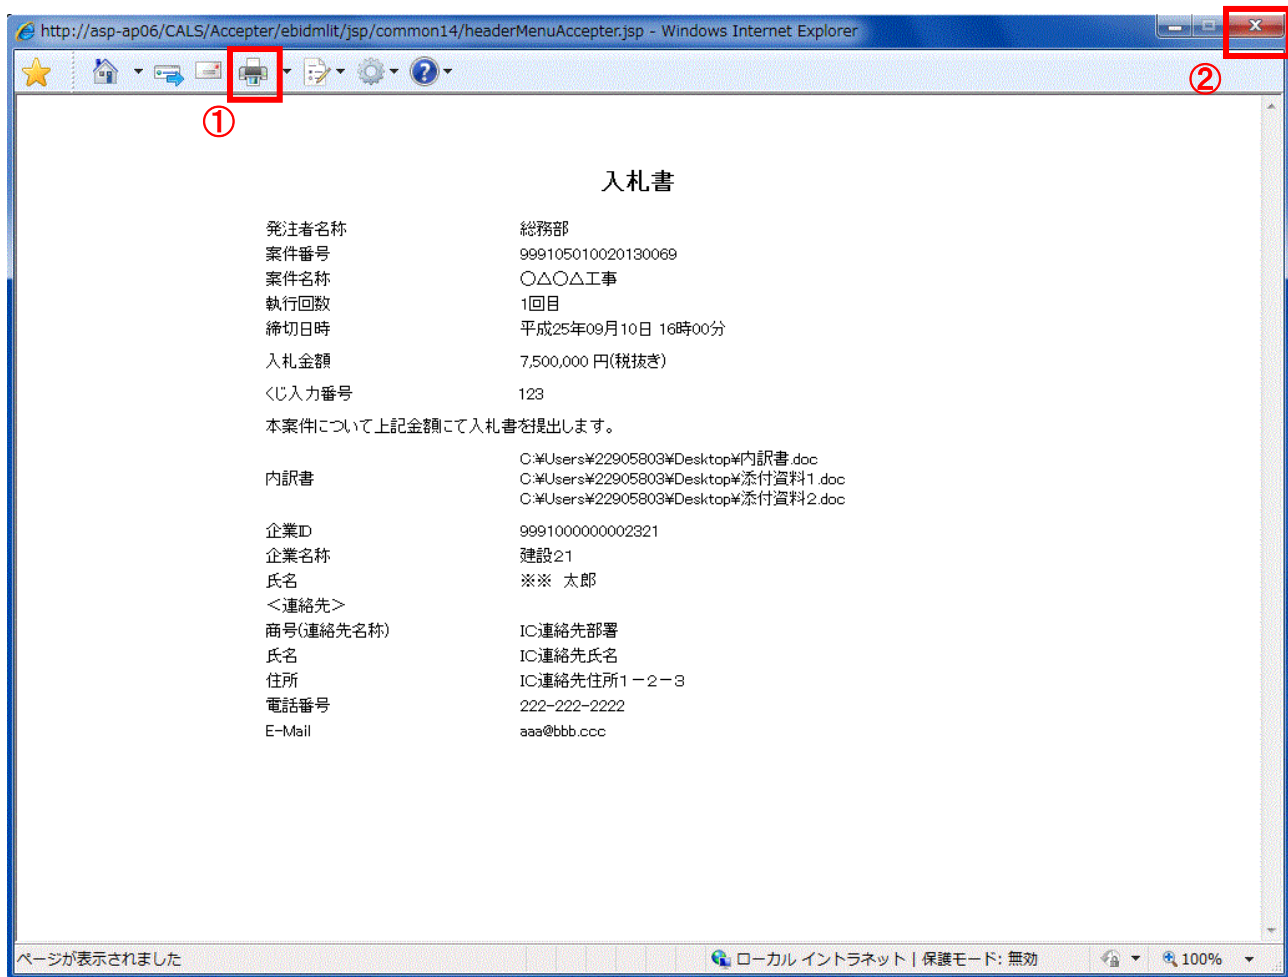 http://asp-ap06/CALS/Accepter/ebidmlit/jsp/common14/headerMenuAccepter.jsp - Windows Internet Explorer
①
②
入札書
発注者名称 総務部
案件番号 999105010020130069
案件名称 〇△〇△工事
執行回数 1回目
締切日時 平成25年09月10日 16時00分
入札金額 7,500,000 円(税抜き)
くじ入力番号 123
本案件について上記金額にて入札書を提出します。
内訳書 C:¥Users¥22905803¥Desktop¥内訳書.doc
C:¥Users¥22905803¥Desktop¥添付資料1.doc
C:¥Users¥22905803¥Desktop¥添付資料2.doc
企業ID 9991000000002321
企業名称 建設21
氏名 ※※ 太郎
＜連絡先＞
商号(連絡先名称) IC連絡先部署
氏名 IC連絡先氏名
住所 IC連絡先住所1－2－3
電話番号 222-222-2222
E-Mail aaa@bbb.ccc
ページが表示されました ローカル イントラネット | 保護モード: 無効 100%